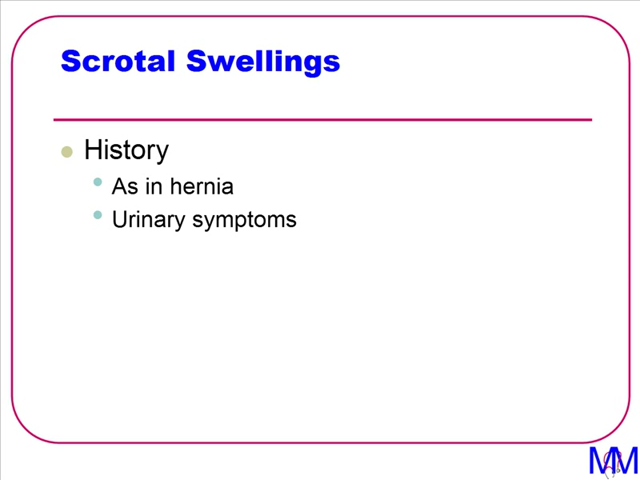 Scrotal Swellings
History
As in hernia
Urinary symptoms
MM